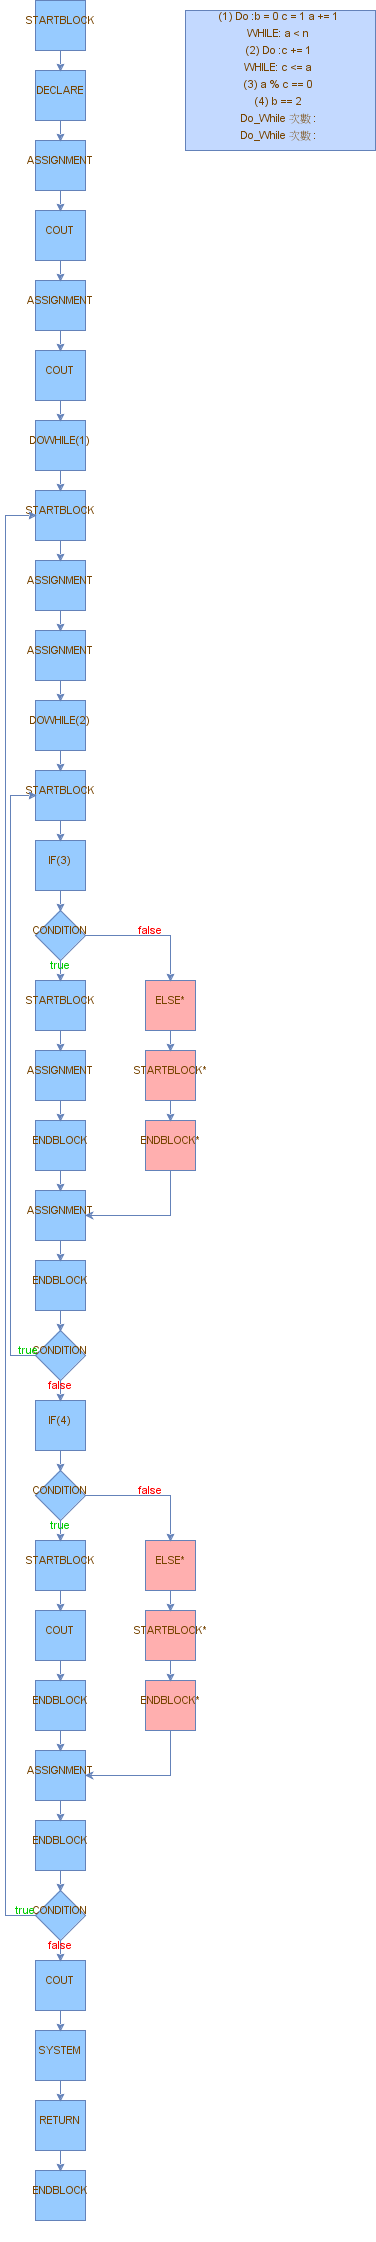 STARTBLOCK
(1) Do :b = 0 c = 1 a += 1
WHILE: a < n
(2) Do :c += 1
WHILE: c <= a
(3) a % c == 0
(4) b == 2
Do_While 次數 :
Do_While 次數 :
DECLARE
ASSIGNMENT
COUT
ASSIGNMENT
COUT
DOWHILE(1)
STARTBLOCK
ASSIGNMENT
ASSIGNMENT
DOWHILE(2)
STARTBLOCK
IF(3)
CONDITION
false
true
STARTBLOCK
ELSE*
ASSIGNMENT
STARTBLOCK*
ENDBLOCK
ENDBLOCK*
ASSIGNMENT
ENDBLOCK
true
CONDITION
false
IF(4)
CONDITION
false
true
STARTBLOCK
ELSE*
COUT
STARTBLOCK*
ENDBLOCK
ENDBLOCK*
ASSIGNMENT
ENDBLOCK
true
CONDITION
false
COUT
SYSTEM
RETURN
ENDBLOCK